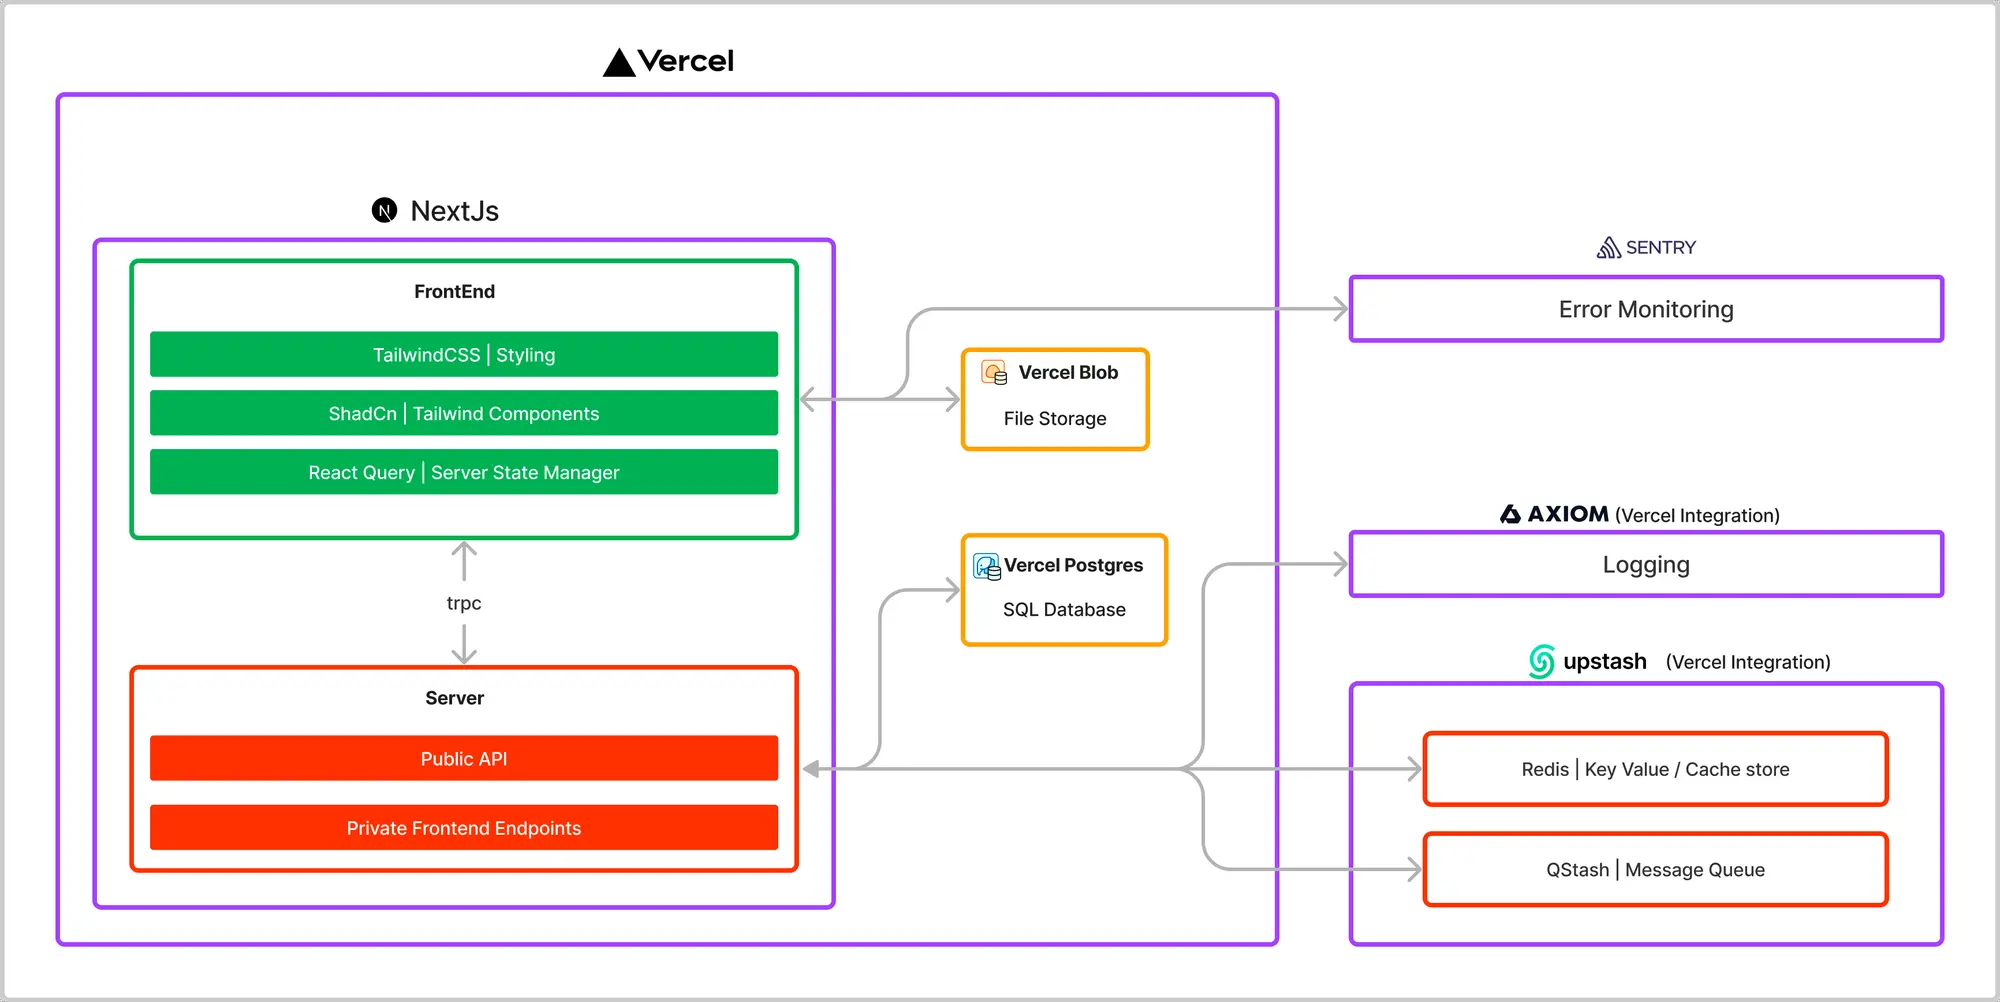 Vercel
NextJs
FrontEnd
TailwindCSS | Styling
ShadCn | Tailwind Components
React Query | Server State Manager
trpc
Server
Public API
Private Frontend Endpoints
Vercel Blob
File Storage
Vercel Postgres
SQL Database
SENTRY
Error Monitoring
AXIOM (Vercel Integration)
Logging
upstash (Vercel Integration)
Redis | Key Value / Cache store
QStash | Message Queue